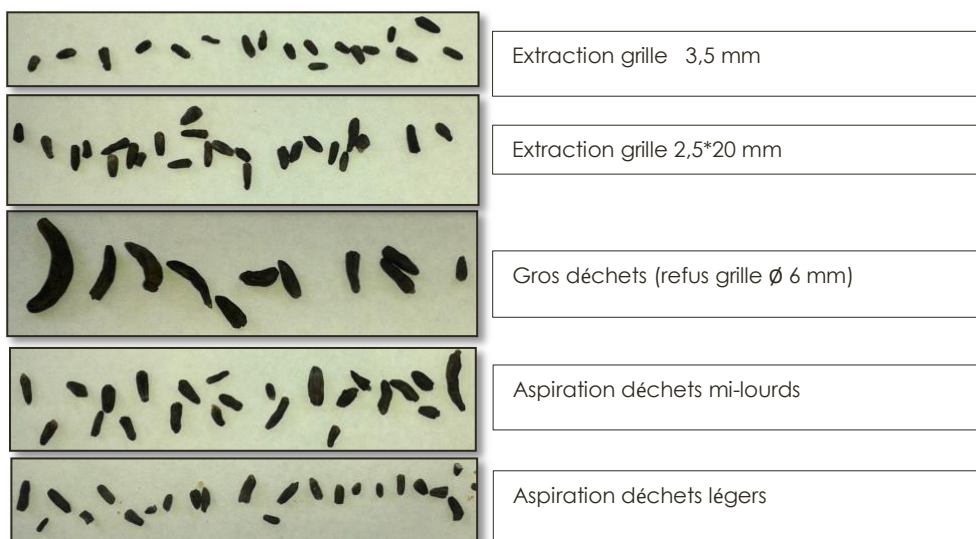 Extraction grille 3,5 mm
Extraction grille 2,5*20 mm
Gros déchets (refus grille Ø 6 mm)
Aspiration déchets mi-lourds
Aspiration déchets légers